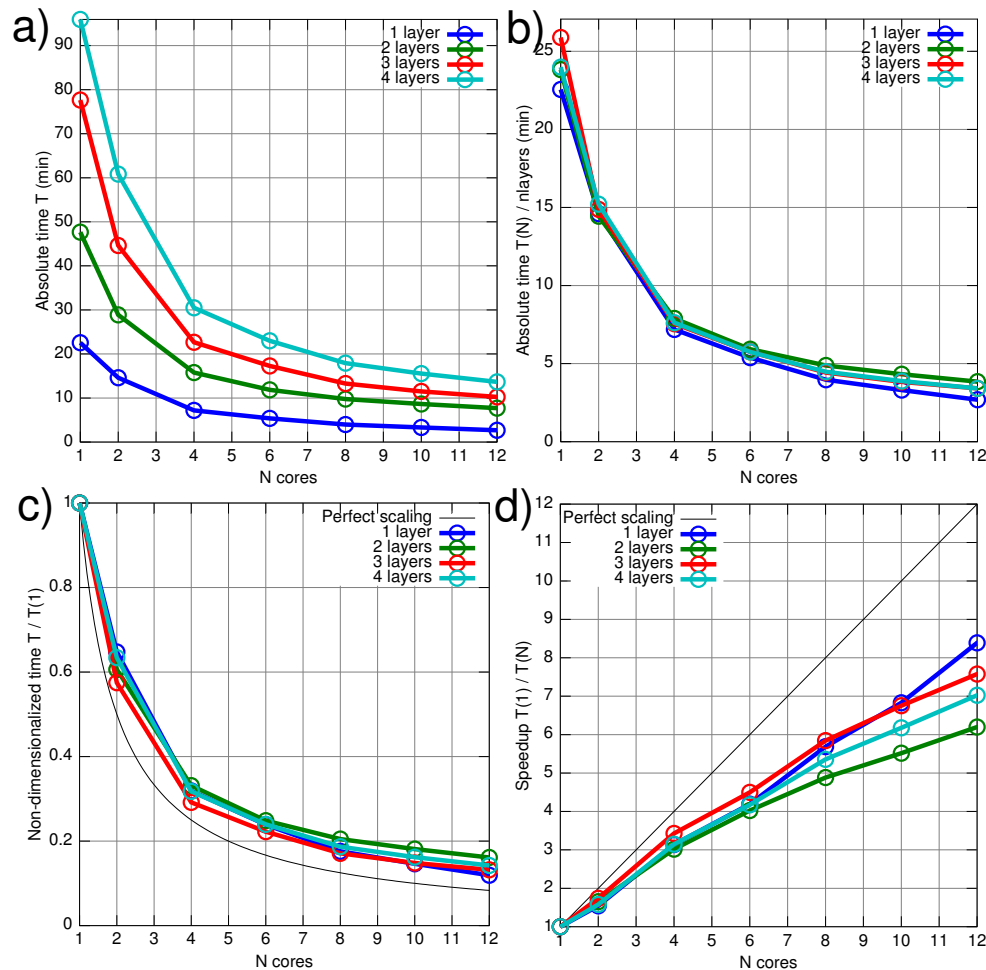 a)
Absolute time T (min)
90
80
70
60
50
40
30
20
10
0
1 layer
2 layers
3 layers
4 layers
1 2 3 4 5 6 7 8 9 10 11 12
N cores
b)
Absolute time T(N) / nlayers (min)
25
20
15
10
5
0
1 layer
2 layers
3 layers
4 layers
1 2 3 4 5 6 7 8 9 10 11 12
N cores
c)
Non-dimensionalized time T / T(1)
1
0.8
0.6
0.4
0.2
0
Perfect scaling
1 layer
2 layers
3 layers
4 layers
1 2 3 4 5 6 7 8 9 10 11 12
N cores
d)
Speedup T(1) / T(N)
12
11
10
9
8
7
6
5
4
3
2
1
Perfect scaling
1 layer
2 layers
3 layers
4 layers
1 2 3 4 5 6 7 8 9 10 11 12
N cores